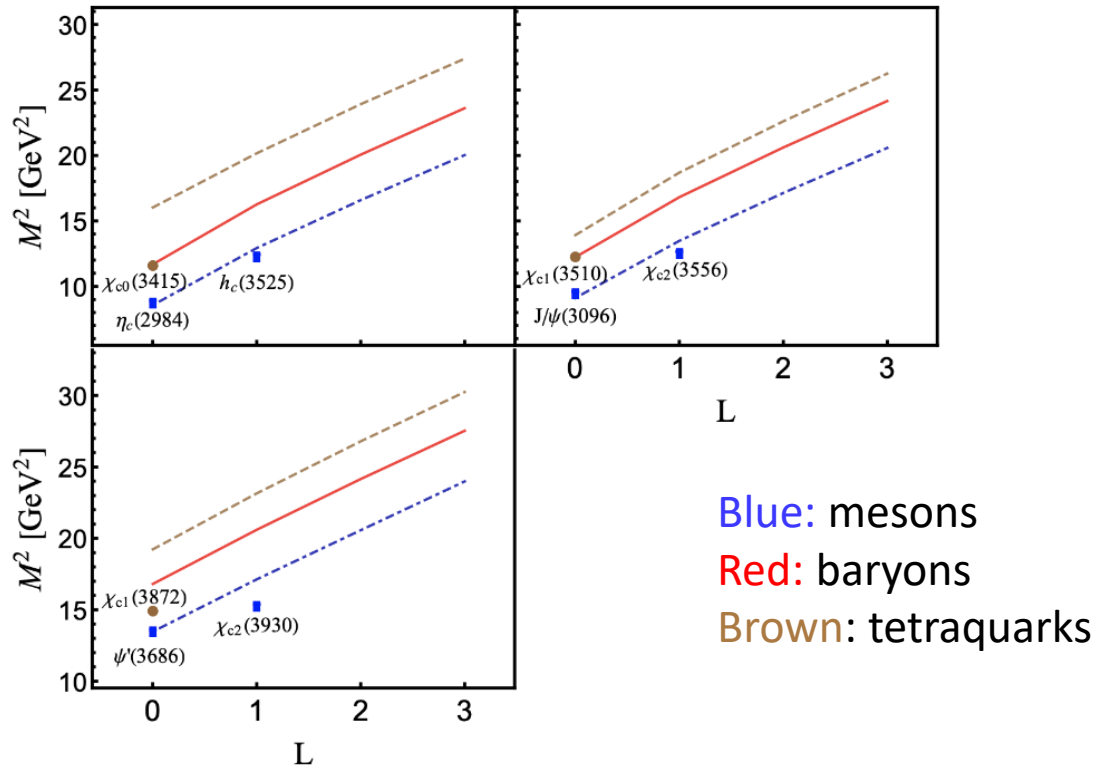 30
25
20
15
10
M² [GeV²]
χc0(3415)
ηc(2984)
hc(3525)
χc1(3510)
J/ψ(3096)
χc2(3556)
0 1 2 3
L
30
25
20
15
10
M² [GeV²]
χc1(3872)
ψ'(3686)
χc2(3930)
0 1 2 3
L
Blue: mesons
Red: baryons
Brown: tetraquarks